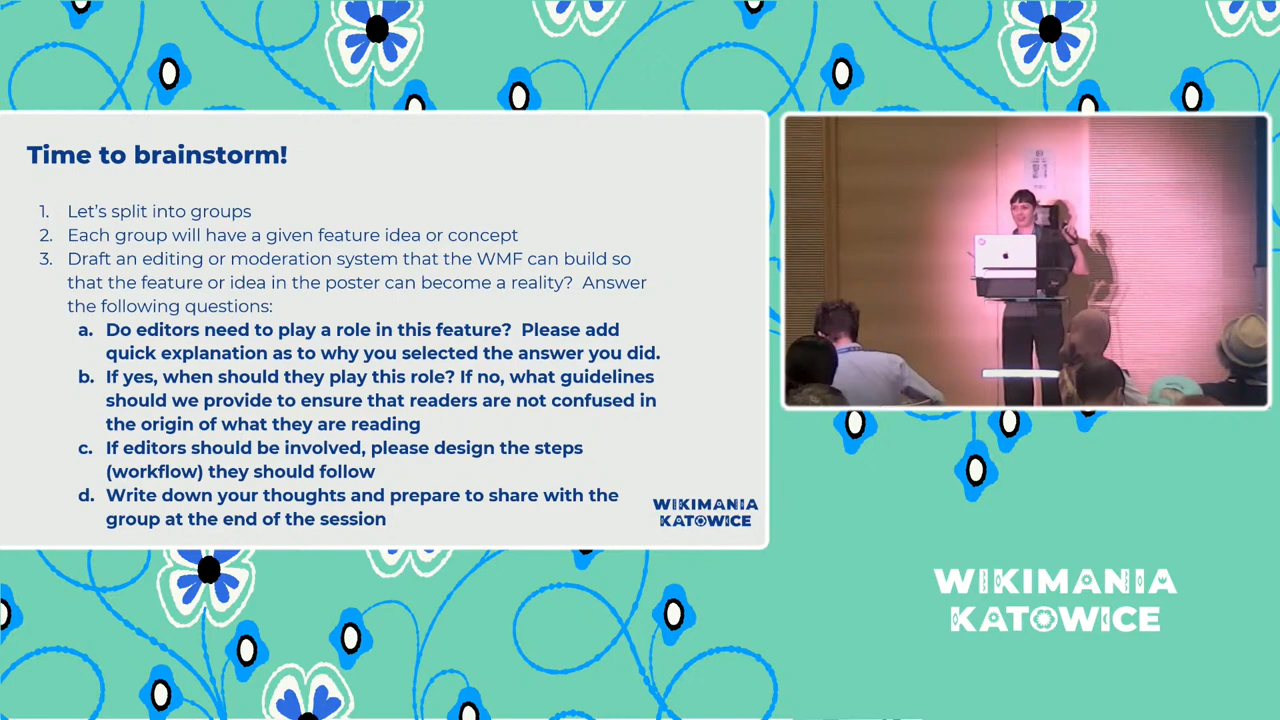 Time to brainstorm!
1. Let's split into groups
2. Each group will have a given feature idea or concept
3. Draft an editing or moderation system that the WMF can build so
that the feature or idea in the poster can become a reality?  Answer
the following questions:
a. Do editors need to play a role in this feature?  Please add
quick explanation as to why you selected the answer you did.
b. If yes, when should they play this role? If no, what guidelines
should we provide to ensure that readers are not confused in
the origin of what they are reading
c. If editors should be involved, please design the steps
(workflow) they should follow
d. Write down your thoughts and prepare to share with the
group at the end of the session
WIKIMANIA
KATOWICE
WIKIMANIA
KATOWICE